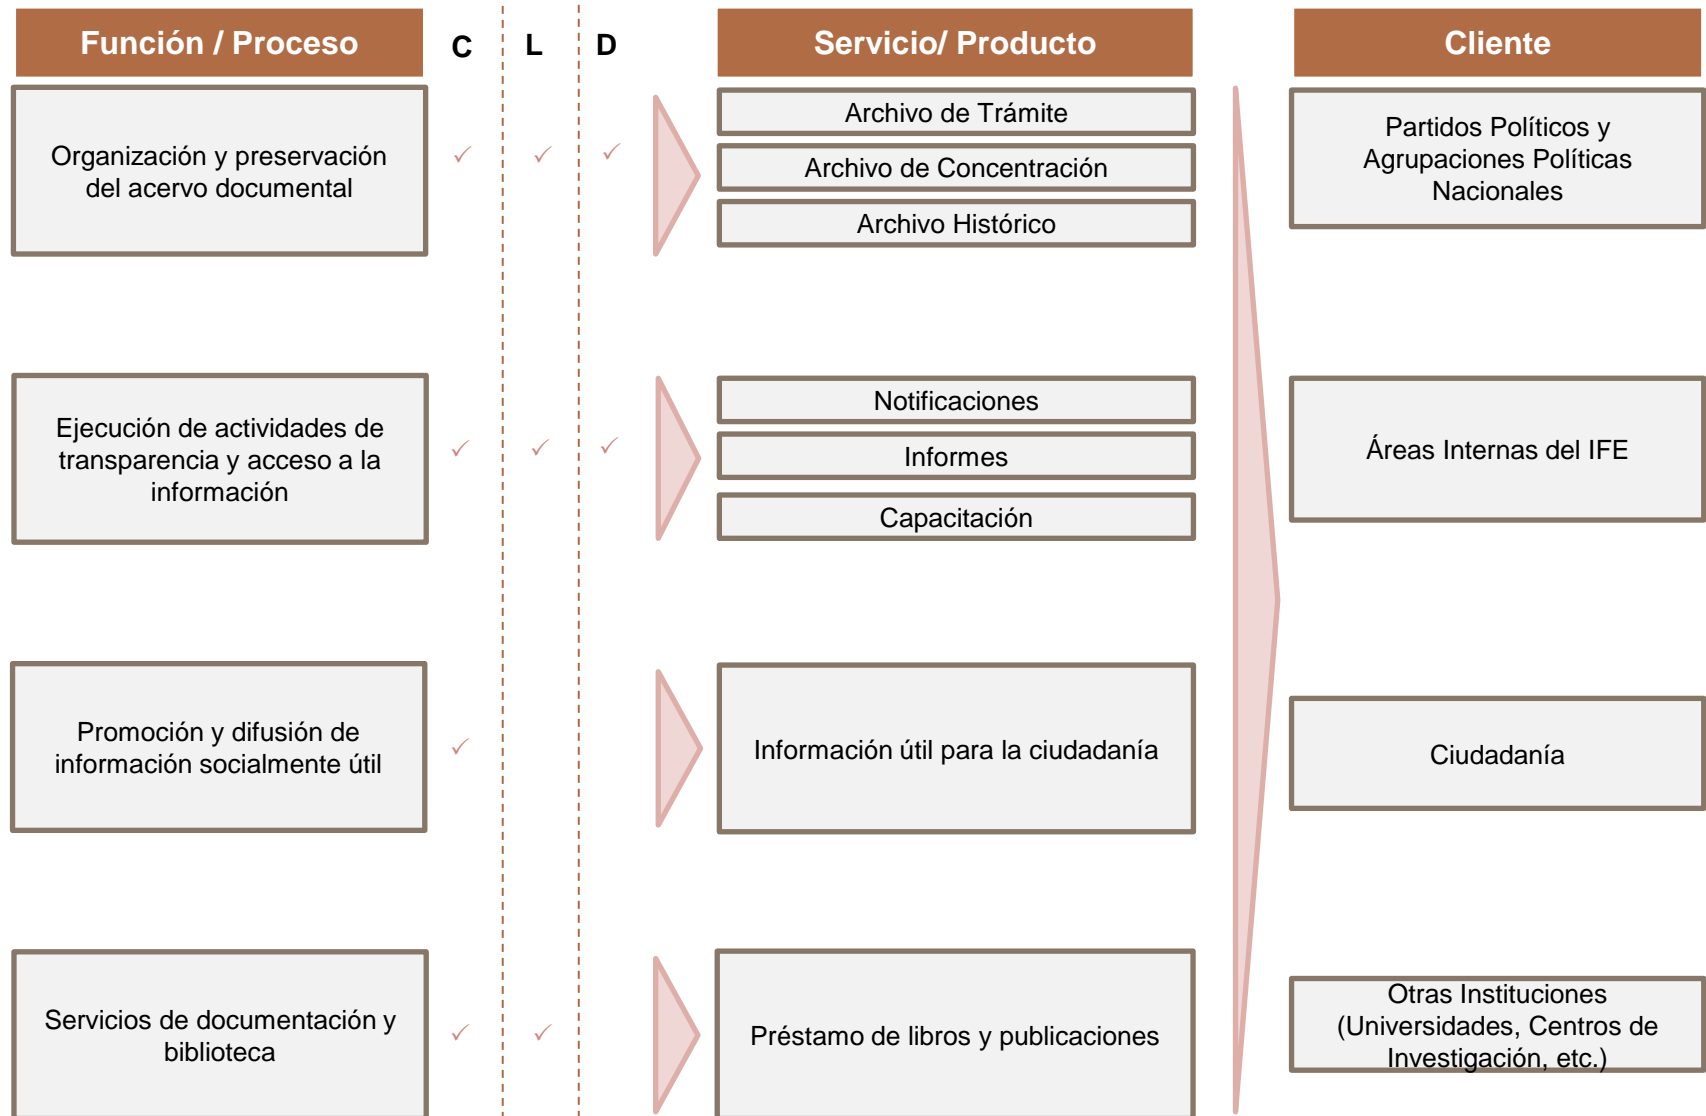 Función / Proceso
C
L
D
Servicio/ Producto
Cliente
Organización y preservación
del acervo documental
✓ ✓ ✓
Archivo de Trámite
Archivo de Concentración
Archivo Histórico
Partidos Políticos y
Agrupaciones Políticas
Nacionales
Ejecución de actividades de
transparencia y acceso a la
información
✓ ✓ ✓
Notificaciones
Informes
Capacitación
Áreas Internas del IFE
Promoción y difusión de
información socialmente útil
✓
Información útil para la ciudadanía
Ciudadanía
Servicios de documentación y
biblioteca
✓ ✓
Préstamo de libros y publicaciones
Otras Instituciones
(Universidades, Centros de
Investigación, etc.)